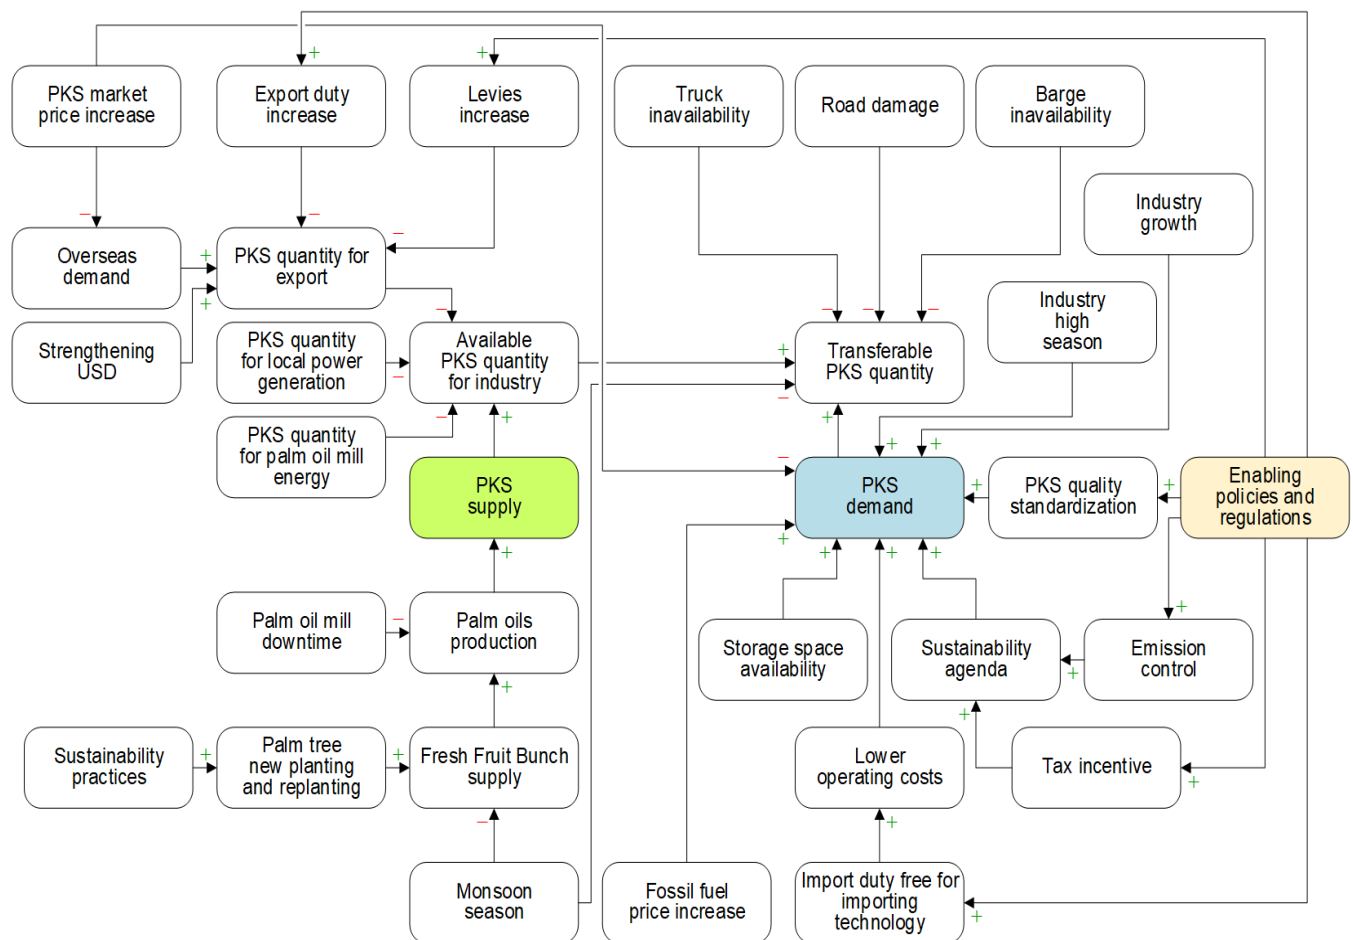 PKS market
price increase
Export duty
increase
Levies
increase
Truck
inavailability
Road damage
Barge
inavailability
Industry
growth
Overseas
demand
PKS quantity for
export
Industry
high
season
Strengthening
USD
PKS quantity
for local power
generation
Available
PKS quantity
for industry
Transferable
PKS quantity
PKS quantity
for palm oil mill
energy
PKS
supply
PKS
demand
PKS quality
standardization
Enabling
policies and
regulations
Palm oil mill
downtime
Palm oils
production
Storage space
availability
Sustainability
agenda
Emission
control
Sustainability
practices
Palm tree
new planting
and replanting
Fresh Fruit Bunch
supply
Lower
operating costs
Tax incentive
Monsoon
season
Fossil fuel
price increase
Import duty free for
importing
technology